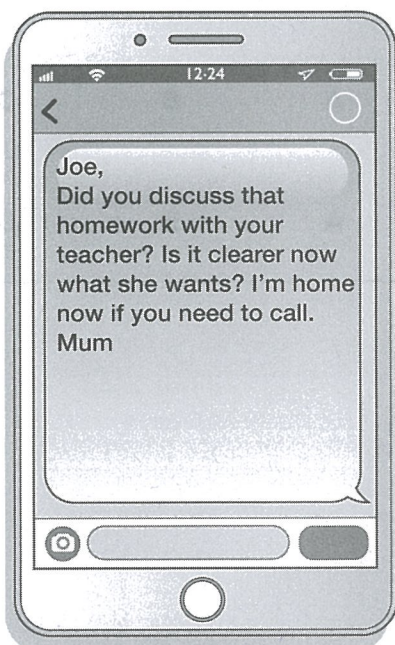 12·24
Joe,
Did you discuss that
homework with your
teacher? Is it clearer now
what she wants? I'm home
now if you need to call.
Mum